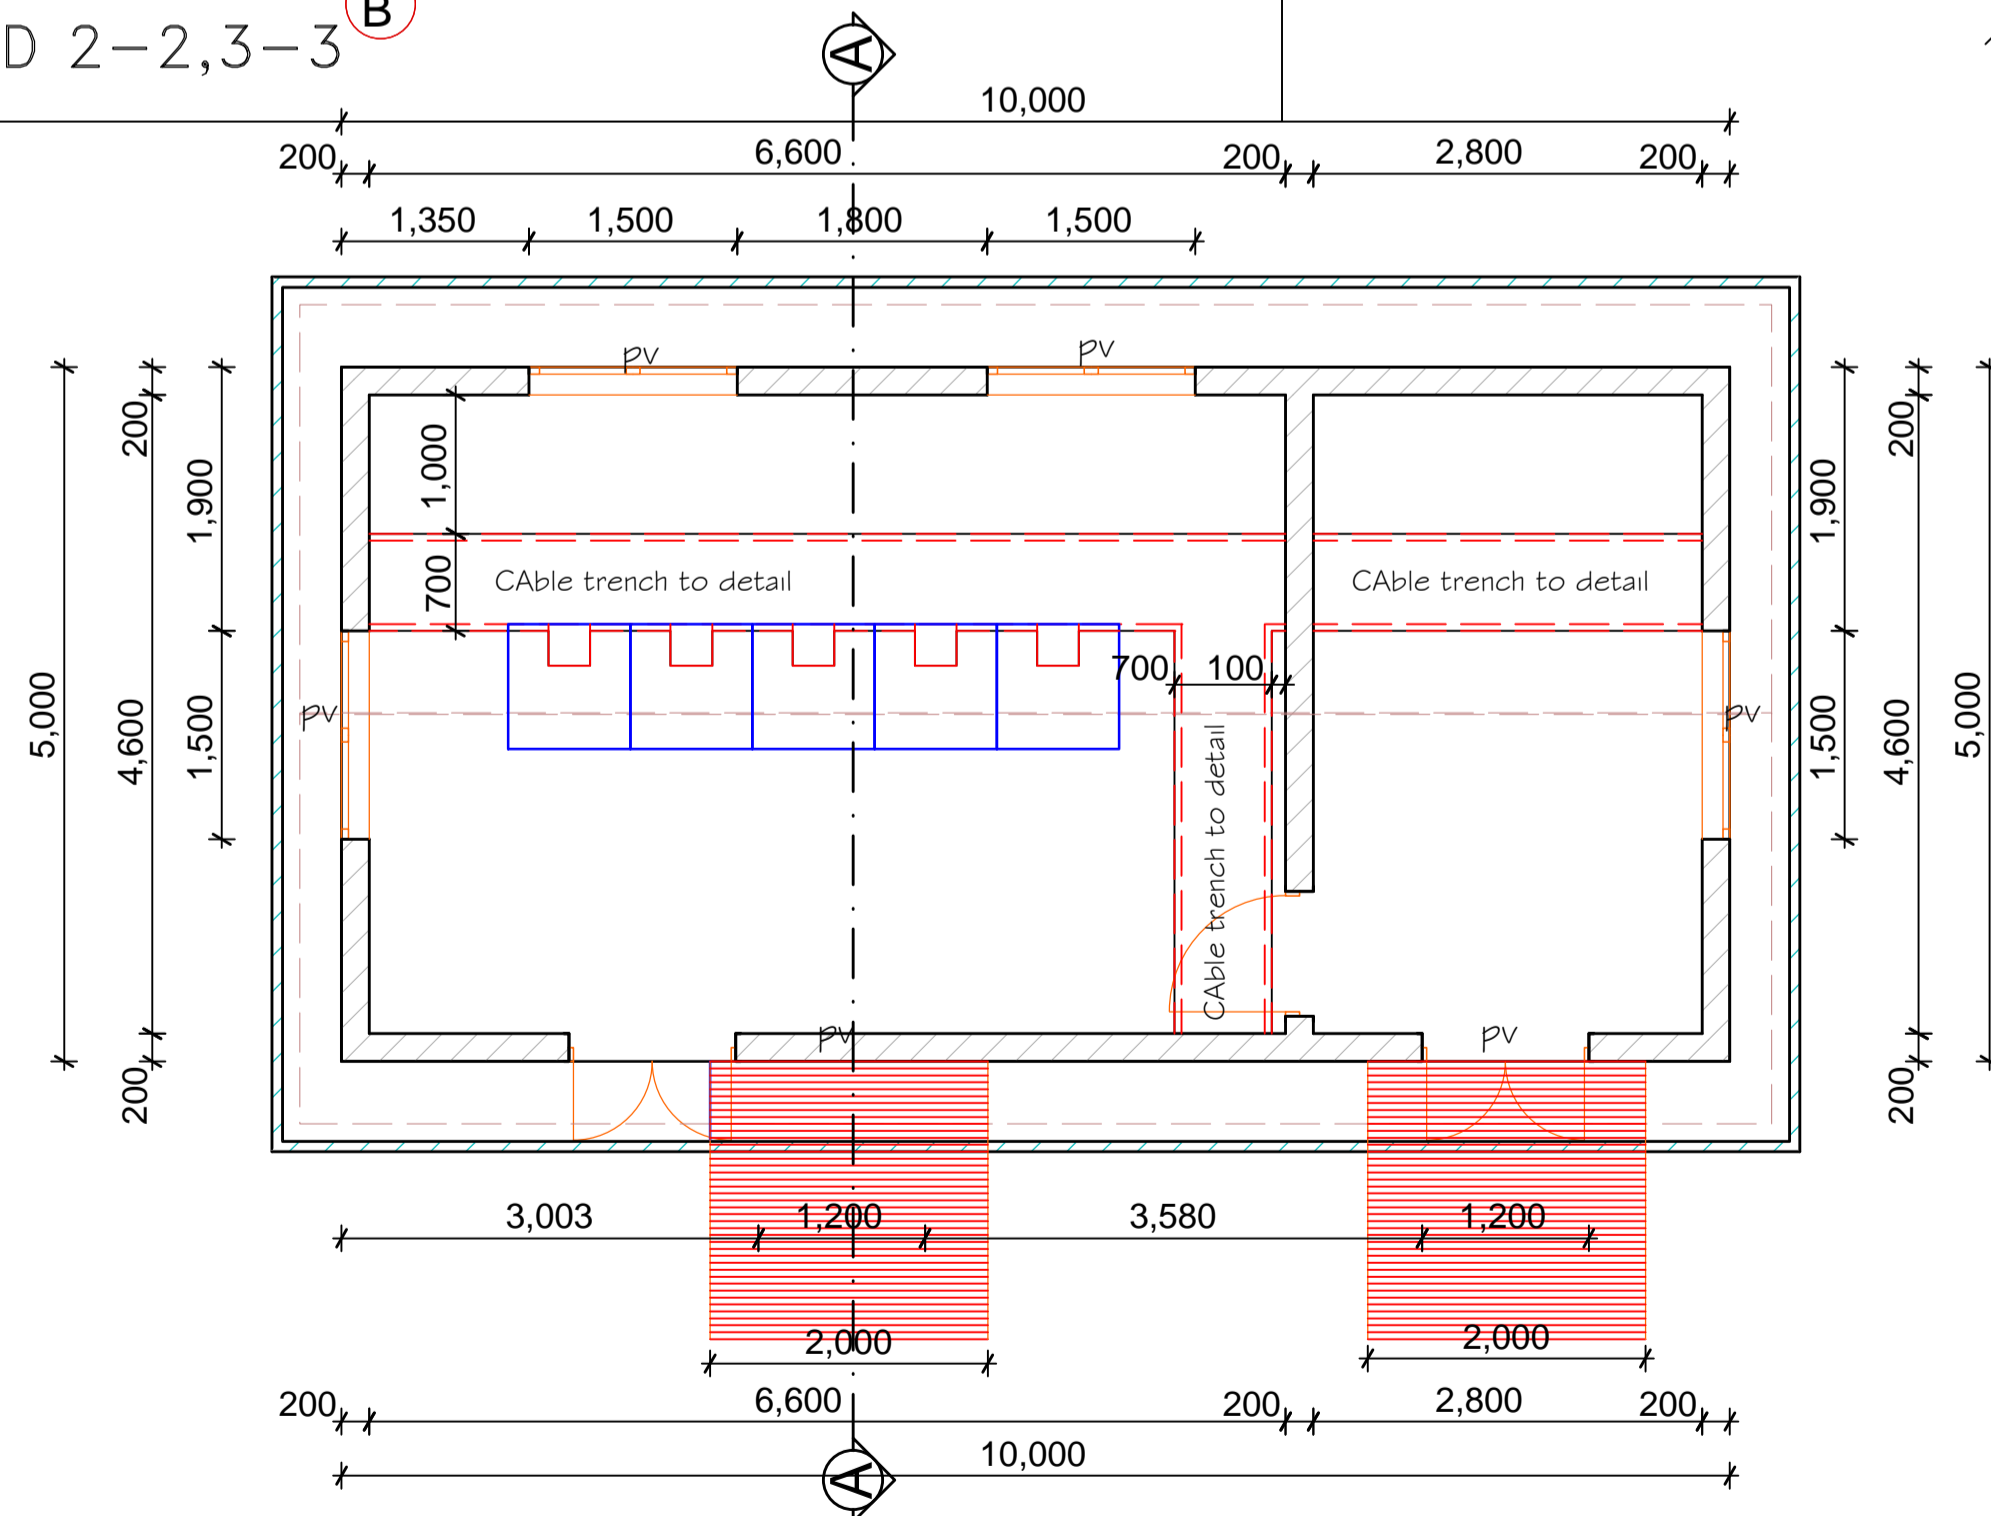 B
D 2-2,3-3
A
10,000
200 6,600 200 2,800 200
1,350 1,500 1,800 1,500
pv pv
200 1,000 200
1,900 1,900
700 CAble trench to detail CAble trench to detail
700 100
5,000 4,600 1,500 pv pv 1,500 4,600 5,000
CAble trench to detail
pv pv
200 200
3,003 1,200 3,580 1,200
2,000 2,000
200 6,600 200 2,800 200
10,000
A